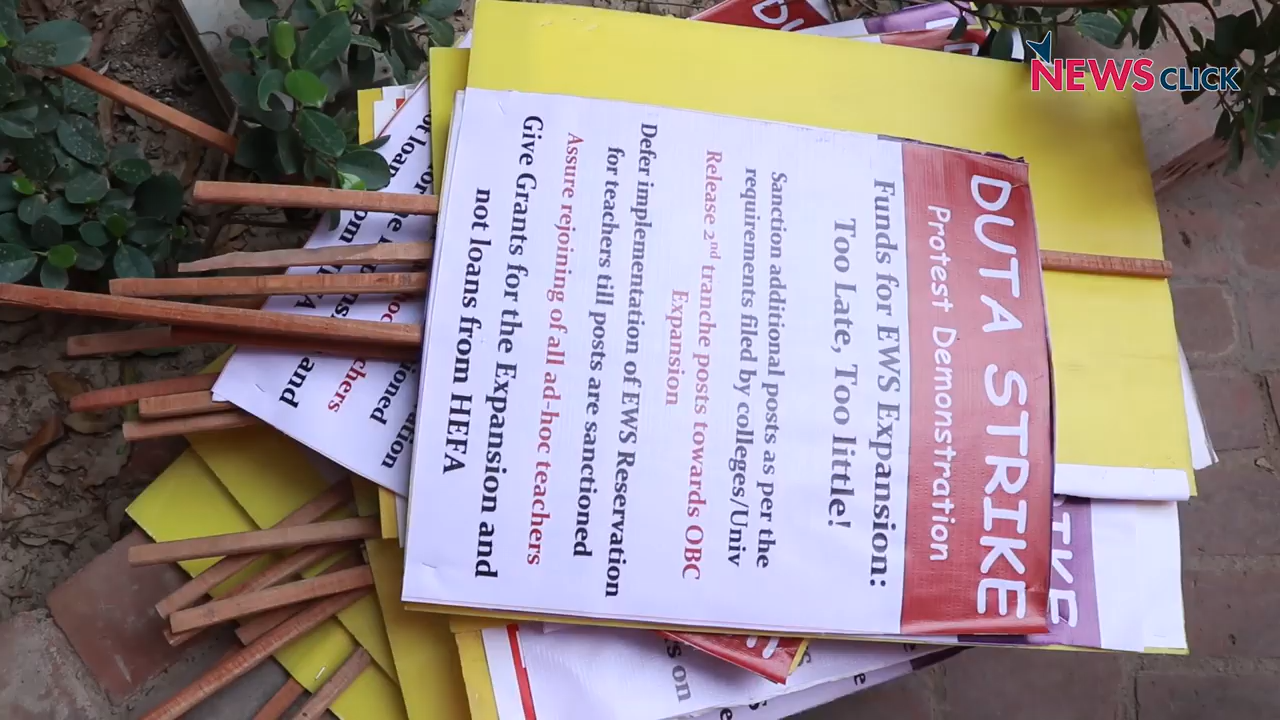 NEWS CLICK
DUTA STRIKE
Protest Demonstration
Funds for EWS Expansion:
Too Late, Too little!
Sanction additional posts as per the
requirements filed by colleges/Univ
Release 2nd tranche posts towards OBC
Expansion
Defer implementation of EWS Reservation
for teachers till posts are sanctioned
Assure rejoining of all ad-hoc teachers
Give Grants for the Expansion and
not loans from HEFA
and